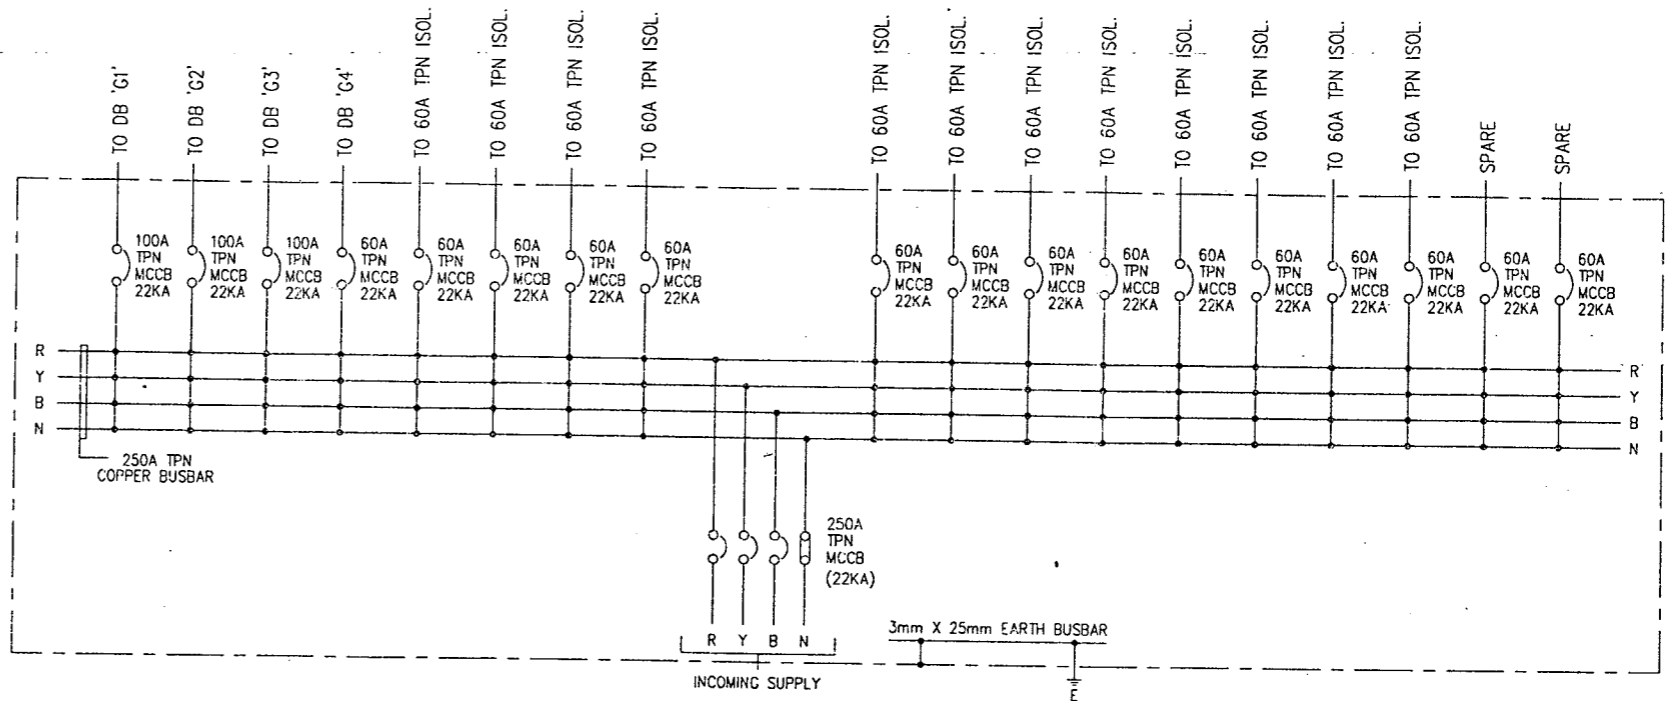 TO DB 'G1'
TO DB 'G2'
TO DB 'G3'
TO DB 'G4'
TO 60A TPN ISOL.
TO 60A TPN ISOL.
TO 60A TPN ISOL.
TO 60A TPN ISOL.
TO 60A TPN ISOL.
TO 60A TPN ISOL.
TO 60A TPN ISOL.
TO 60A TPN ISOL.
TO 60A TPN ISOL.
TO 60A TPN ISOL.
TO 60A TPN ISOL.
TO 60A TPN ISOL.
SPARE
SPARE
100A
TPN
MCCB
22KA
100A
TPN
MCCB
22KA
100A
TPN
MCCB
22KA
60A
TPN
MCCB
22KA
60A
TPN
MCCB
22KA
60A
TPN
MCCB
22KA
60A
TPN
MCCB
22KA
60A
TPN
MCCB
22KA
60A
TPN
MCCB
22KA
60A
TPN
MCCB
22KA
60A
TPN
MCCB
22KA
60A
TPN
MCCB
22KA
60A
TPN
MCCB
22KA
60A
TPN
MCCB
22KA
60A
TPN
MCCB
22KA
60A
TPN
MCCB
22KA
60A
TPN
MCCB
22KA
60A
TPN
MCCB
22KA
R
Y
B
N
R
Y
B
N
250A TPN
COPPER BUSBAR
250A
TPN
MCCB
(22KA)
R Y B N
INCOMING SUPPLY
3mm X 25mm EARTH BUSBAR
E